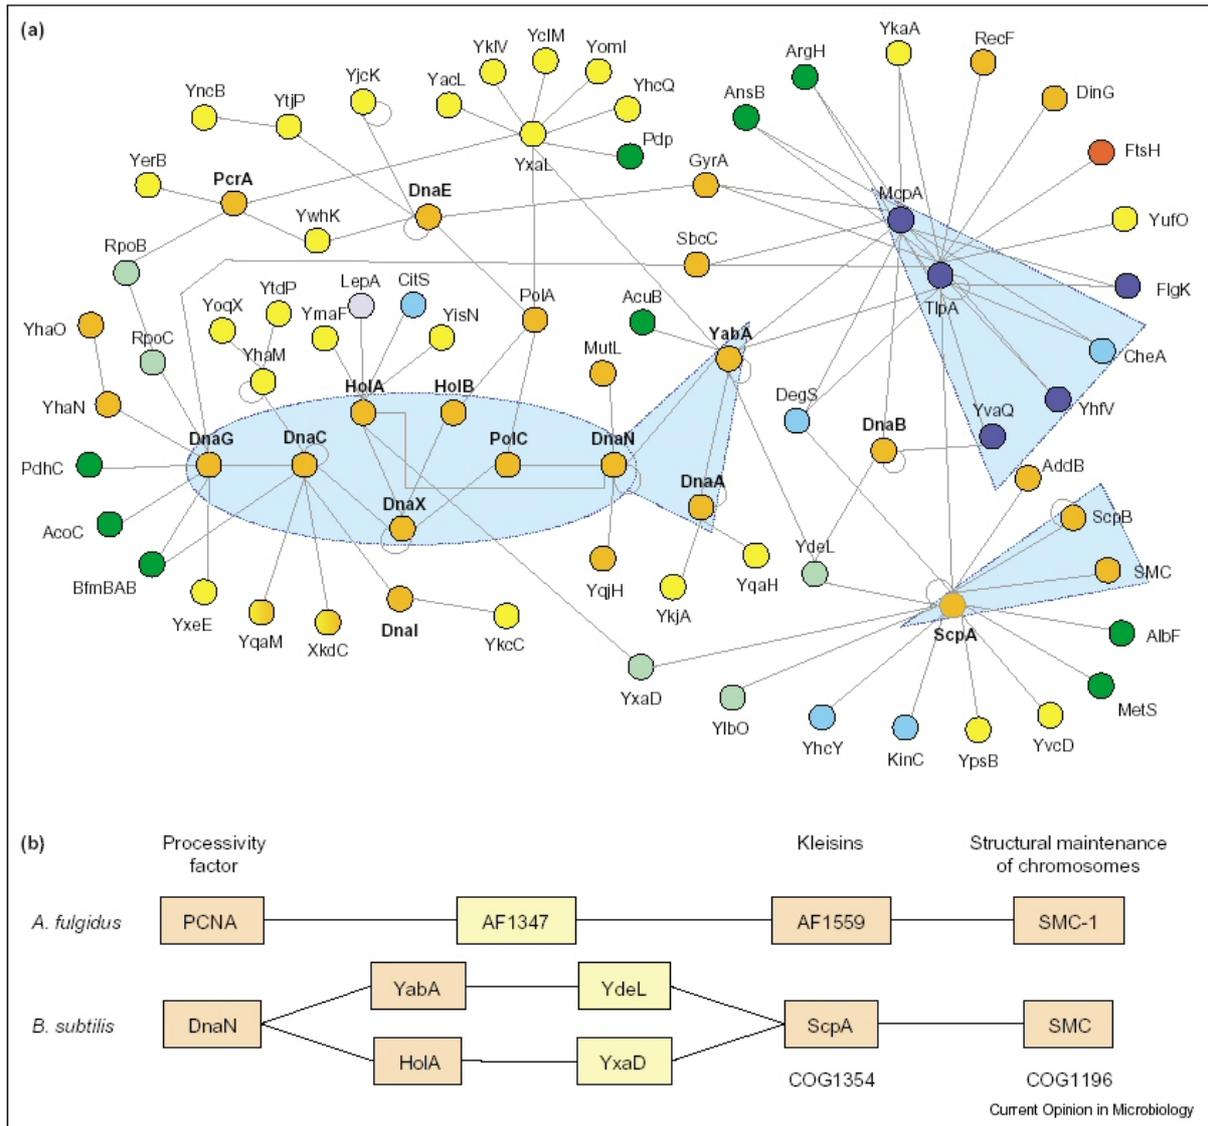 (a)
YkaA
RecF
ArgH
YklV
YclM
YomI
YjcK
YacL
YhcQ
AnsB
DinG
YncB
YtjP
Pdp
FtsH
YerB
PcrA
YxaL
GyrA
DnaE
McpA
YufO
YwhK
RpoB
SbcC
FlgK
LepA
CitS
PolA
AcuB
TlpA
YtdP
YoqX
YmaF
YisN
YhaO
RpoC
YhaM
MutL
YabA
CheA
HolA
HolB
DegS
YhfV
YhaN
YvaQ
DnaG
DnaC
PolC
DnaN
DnaB
PdhC
AddB
DnaA
DnaX
ScpB
AcoC
YdeL
BfmBAB
SMC
YqjH
YkjA
YqaH
YxeE
YqaM
XkdC
DnaI
YkcC
ScpA
AlbF
YxaD
YlbO
MetS
YhcY
KinC
YpsB
YvcD
(b)
Processivity
factor
Kleisins
Structural maintenance
of chromosomes
A. fulgidus
PCNA
AF1347
AF1559
SMC-1
YabA
YdeL
B. subtilis
DnaN
ScpA
SMC
HolA
YxaD
COG1354
COG1196
Current Opinion in Microbiology